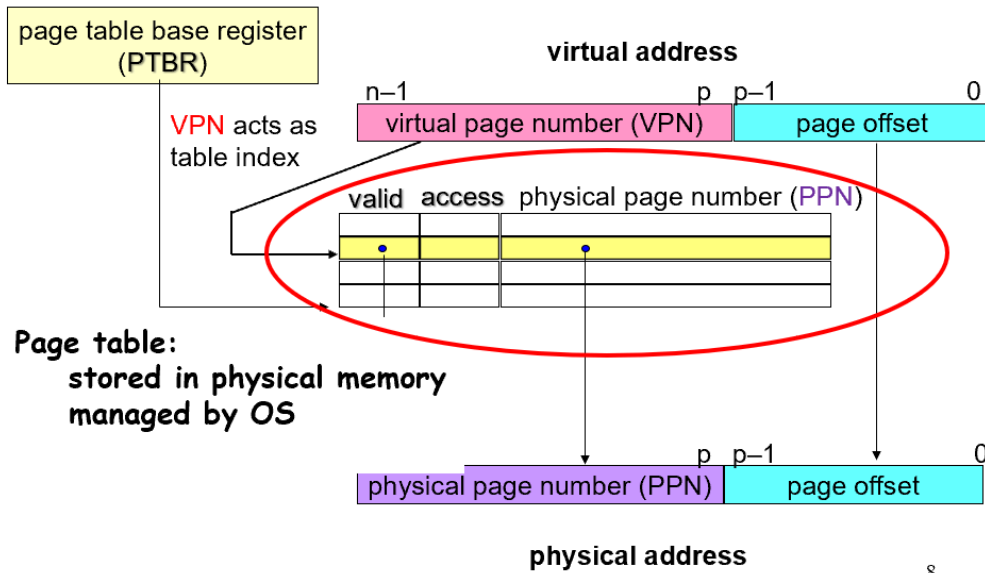 page table base register
(PTBR)
virtual address
n–1
p
p–1
0
virtual page number (VPN)
page offset
VPN acts as
table index
valid
access
physical page number (PPN)
Page table:
stored in physical memory
managed by OS
p
p–1
0
physical page number (PPN)
page offset
physical address
8